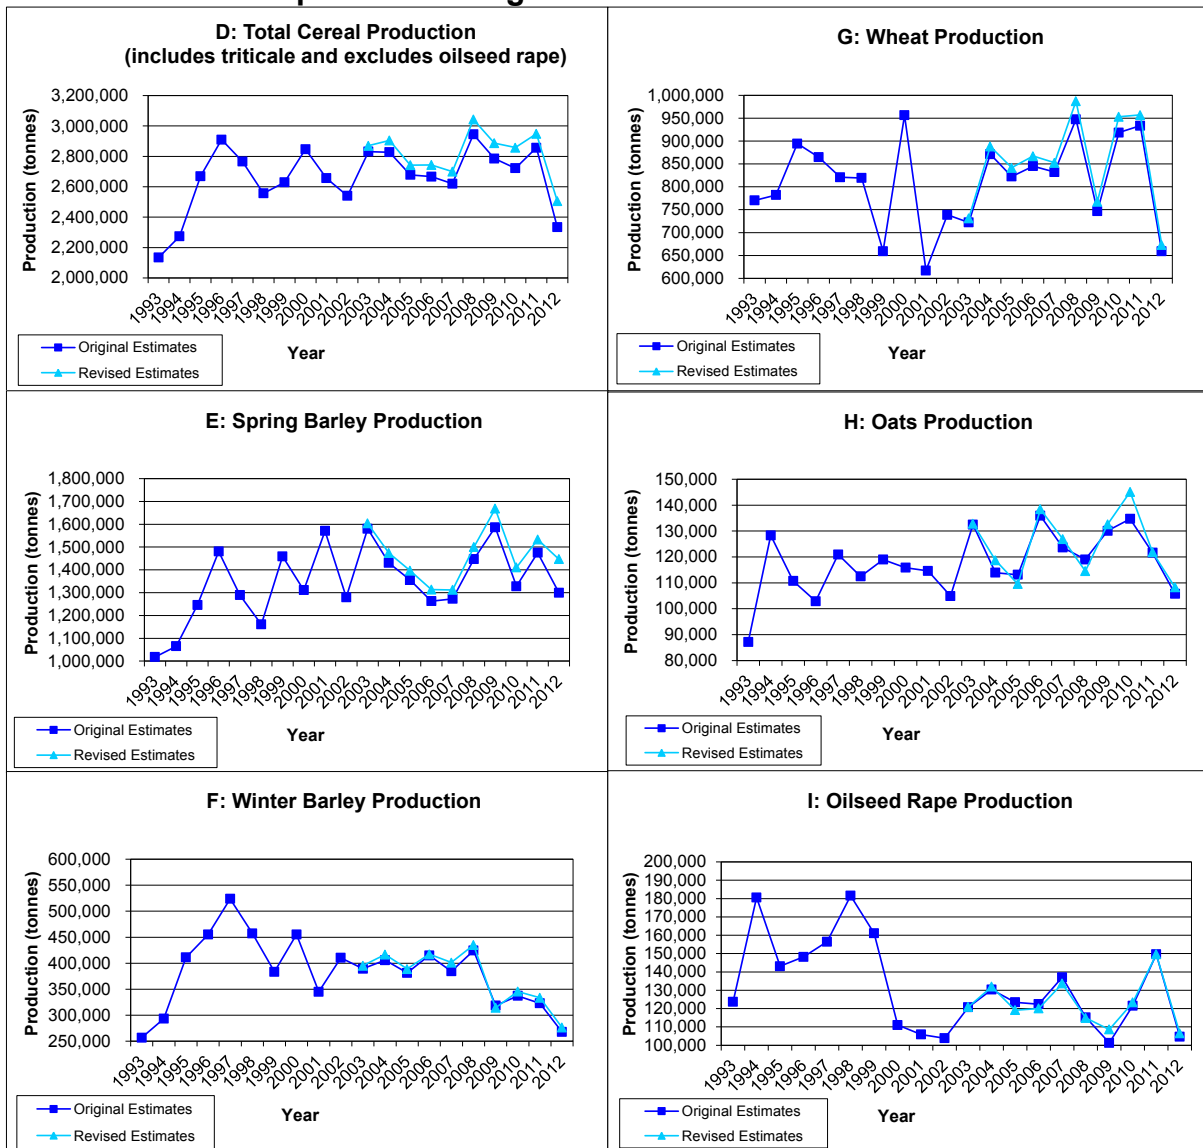 D: Total Cereal Production
(includes triticale and excludes oilseed rape)
Production (tonnes)
3,200,000
3,000,000
2,800,000
2,600,000
2,400,000
2,200,000
2,000,000
1993 1994 1995 1996 1997 1998 1999 2000 2001 2002 2003 2004 2005 2006 2007 2008 2009 2010 2011 2012
Year
Original Estimates
Revised Estimates
G: Wheat Production
Production (tonnes)
1,000,000
950,000
900,000
850,000
800,000
750,000
700,000
650,000
600,000
1993 1994 1995 1996 1997 1998 1999 2000 2001 2002 2003 2004 2005 2006 2007 2008 2009 2010 2011 2012
Year
Original Estimates
Revised Estimates
E: Spring Barley Production
Production (tonnes)
1,800,000
1,700,000
1,600,000
1,500,000
1,400,000
1,300,000
1,200,000
1,100,000
1,000,000
1993 1994 1995 1996 1997 1998 1999 2000 2001 2002 2003 2004 2005 2006 2007 2008 2009 2010 2011 2012
Year
Original Estimates
Revised Estimates
H: Oats Production
Production (tonnes)
150,000
140,000
130,000
120,000
110,000
100,000
90,000
80,000
1993 1994 1995 1996 1997 1998 1999 2000 2001 2002 2003 2004 2005 2006 2007 2008 2009 2010 2011 2012
Year
Original Estimates
Revised Estimates
F: Winter Barley Production
Production (tonnes)
600,000
550,000
500,000
450,000
400,000
350,000
300,000
250,000
1993 1994 1995 1996 1997 1998 1999 2000 2001 2002 2003 2004 2005 2006 2007 2008 2009 2010 2011 2012
Year
Original Estimates
Revised Estimates
I: Oilseed Rape Production
Production (tonnes)
200,000
190,000
180,000
170,000
160,000
150,000
140,000
130,000
120,000
110,000
100,000
1993 1994 1995 1996 1997 1998 1999 2000 2001 2002 2003 2004 2005 2006 2007 2008 2009 2010 2011 2012
Year
Original Estimates
Revised Estimates